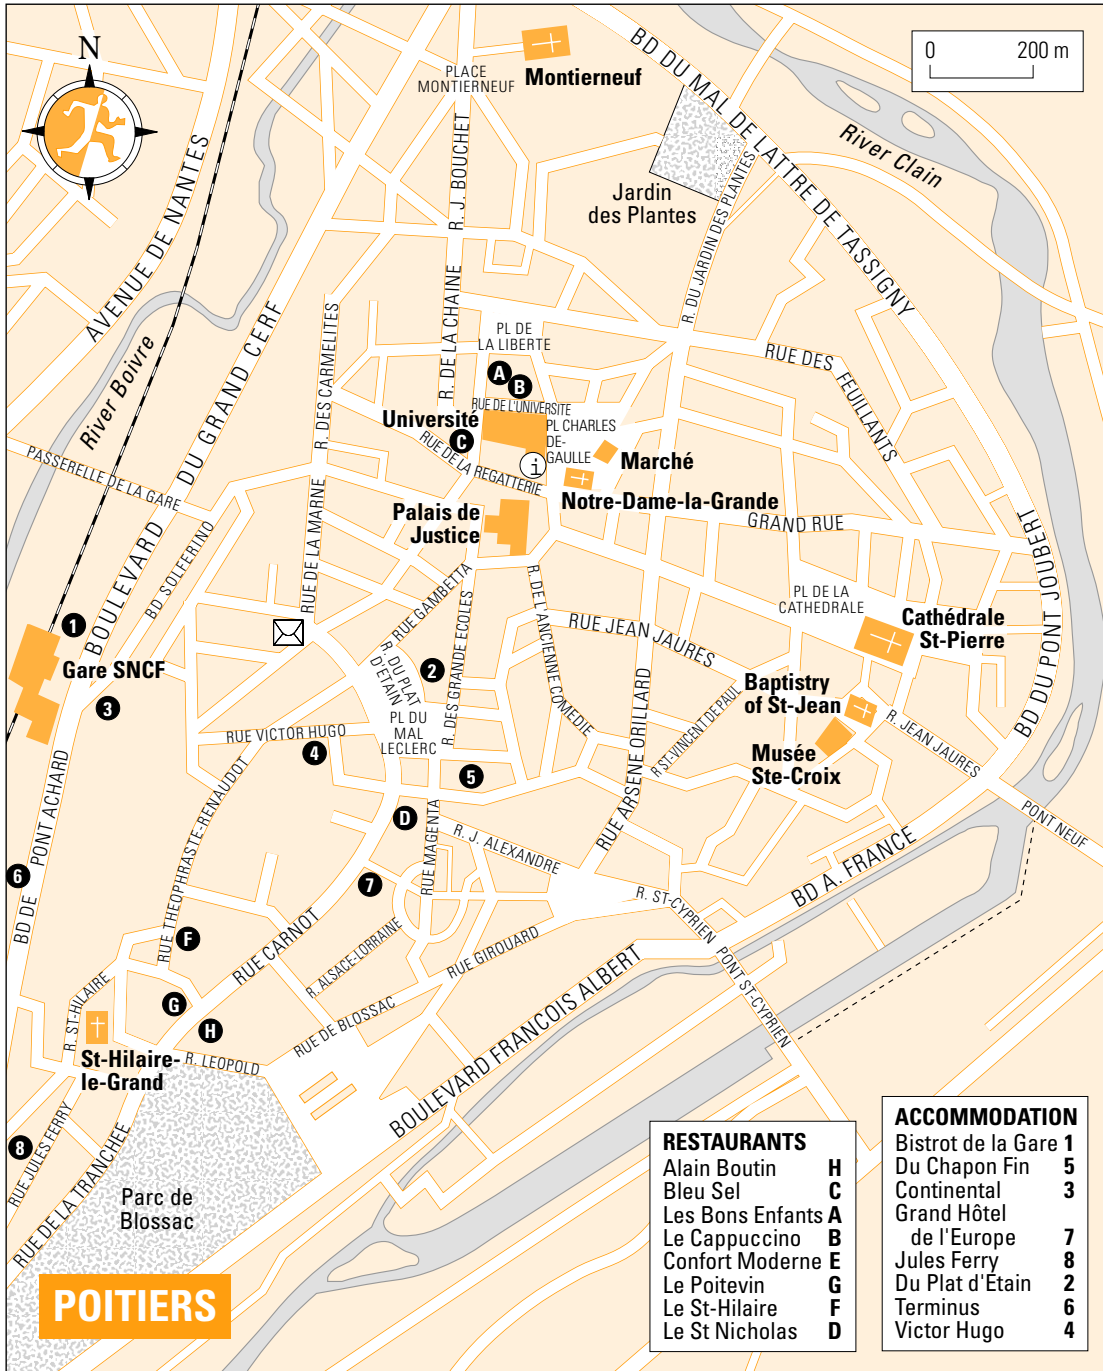 N
0 200 m
PLACE
MONTIERNEUF
Montierneuf
BD DU MAL DE LATTRE DE TASSIGNY
River Clain
AVENUE DE NANTES
R. J. BOUCHET
Jardin
des Plantes
R. DU JARDIN DES PLANTES
River Boivre
BOULEVARD DU GRAND CERF
R. DES CARMELITES
R. DE LA CHAINE
PL DE
LA LIBERTE
RUE DES FEUILLANTS
A
B
RUE DE L'UNIVERSITE
Université
C
PL CHARLES
DE-
GAULLE
i
RUE DE LA REGATTERIE
Marché
Notre-Dame-la-Grande
PASSERELLE DE LA GARE
Palais de
Justice
GRAND RUE
BD SOLFERINO
RUE DE LA MARNE
RUE GAMBETTA
R. DES GRANDE ECOLES
R. DE L'ANCIENNE COMEDIE
RUE JEAN JAURES
PL DE LA
CATHEDRALE
Cathédrale
St-Pierre
BD DU PONT JOUBERT
1
Gare SNCF
3
R. DU PLAT
D'ETAIN
2
PL DU
MAL
LECLERC
RUE VICTOR HUGO
4
5
Baptistry
of St-Jean
R. JEAN JAURES
Musée
Ste-Croix
R ST-VINCENT DE PAUL
RUE ARSENE ORILLARD
PONT NEUF
BD DE PONT ACHARD
6
RUE THEOPHRASTE-RENAUDOT
D
RUE MAGENTA
R. J. ALEXANDRE
7
BD A. FRANCE
R. ST-CYPRIEN
PONT ST-CYPRIEN
F
RUE CARNOT
R. ALSACE-LORRAINE
RUE GIROUARD
R. ST-HILAIRE
G
H
RUE DE BLOSSAC
St-Hilaire-
le-Grand
R. LEOPOLD
BOULEVARD FRANCOIS ALBERT
8
RUE JULES FERRY
RUE DE LA TRANCHEE
Parc de
Blossac
POITIERS
RESTAURANTS
Alain Boutin H
Bleu Sel C
Les Bons Enfants A
Le Cappuccino B
Confort Moderne E
Le Poitevin G
Le St-Hilaire F
Le St Nicholas D
ACCOMMODATION
Bistrot de la Gare 1
Du Chapon Fin 5
Continental 3
Grand Hôtel
de l'Europe 7
Jules Ferry 8
Du Plat d'Etain 2
Terminus 6
Victor Hugo 4